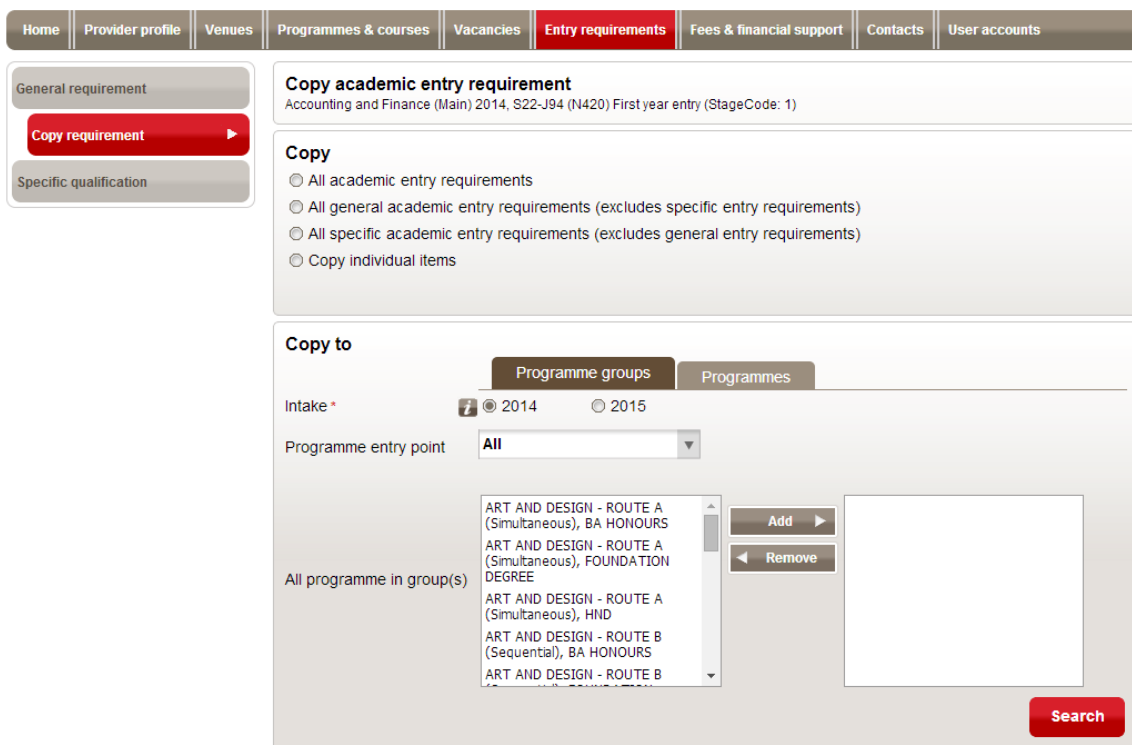 Home Provider profile Venues Programmes & courses Vacancies Entry requirements Fees & financial support Contacts User accounts
General requirement
Copy requirement
Specific qualification
Copy academic entry requirement
Accounting and Finance (Main) 2014, S22-J94 (N420) First year entry (StageCode: 1)
Copy
All academic entry requirements
All general academic entry requirements (excludes specific entry requirements)
All specific academic entry requirements (excludes general entry requirements)
Copy individual items
Copy to
Programme groups Programmes
Intake * i 2014 2015
Programme entry point All
All programme in group(s)
ART AND DESIGN - ROUTE A
(Simultaneous), BA HONOURS
ART AND DESIGN - ROUTE A
(Simultaneous), FOUNDATION
DEGREE
ART AND DESIGN - ROUTE A
(Simultaneous), HND
ART AND DESIGN - ROUTE B
(Sequential), BA HONOURS
ART AND DESIGN - ROUTE B
Add
Remove
Search